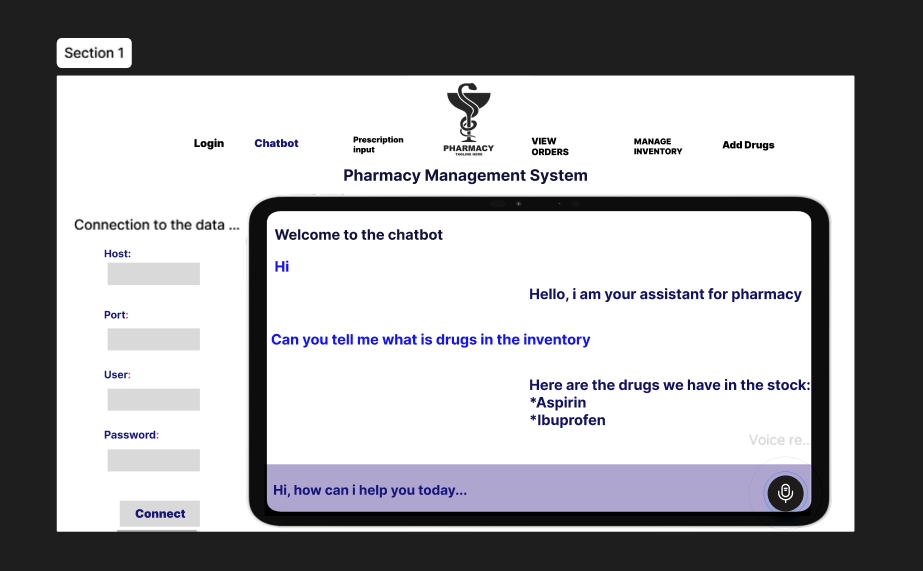 Section 1
Login
Chatbot
Prescription
input
PHARMACY
TAGLINE HERE
VIEW
ORDERS
MANAGE
INVENTORY
Add Drugs
Pharmacy Management System
Connection to the data ...
Host:
Port:
User:
Password:
Connect
Welcome to the chatbot
Hi
Hello, i am your assistant for pharmacy
Can you tell me what is drugs in the inventory
Here are the drugs we have in the stock:
*Aspirin
*Ibuprofen
Voice re...
Hi, how can i help you today...